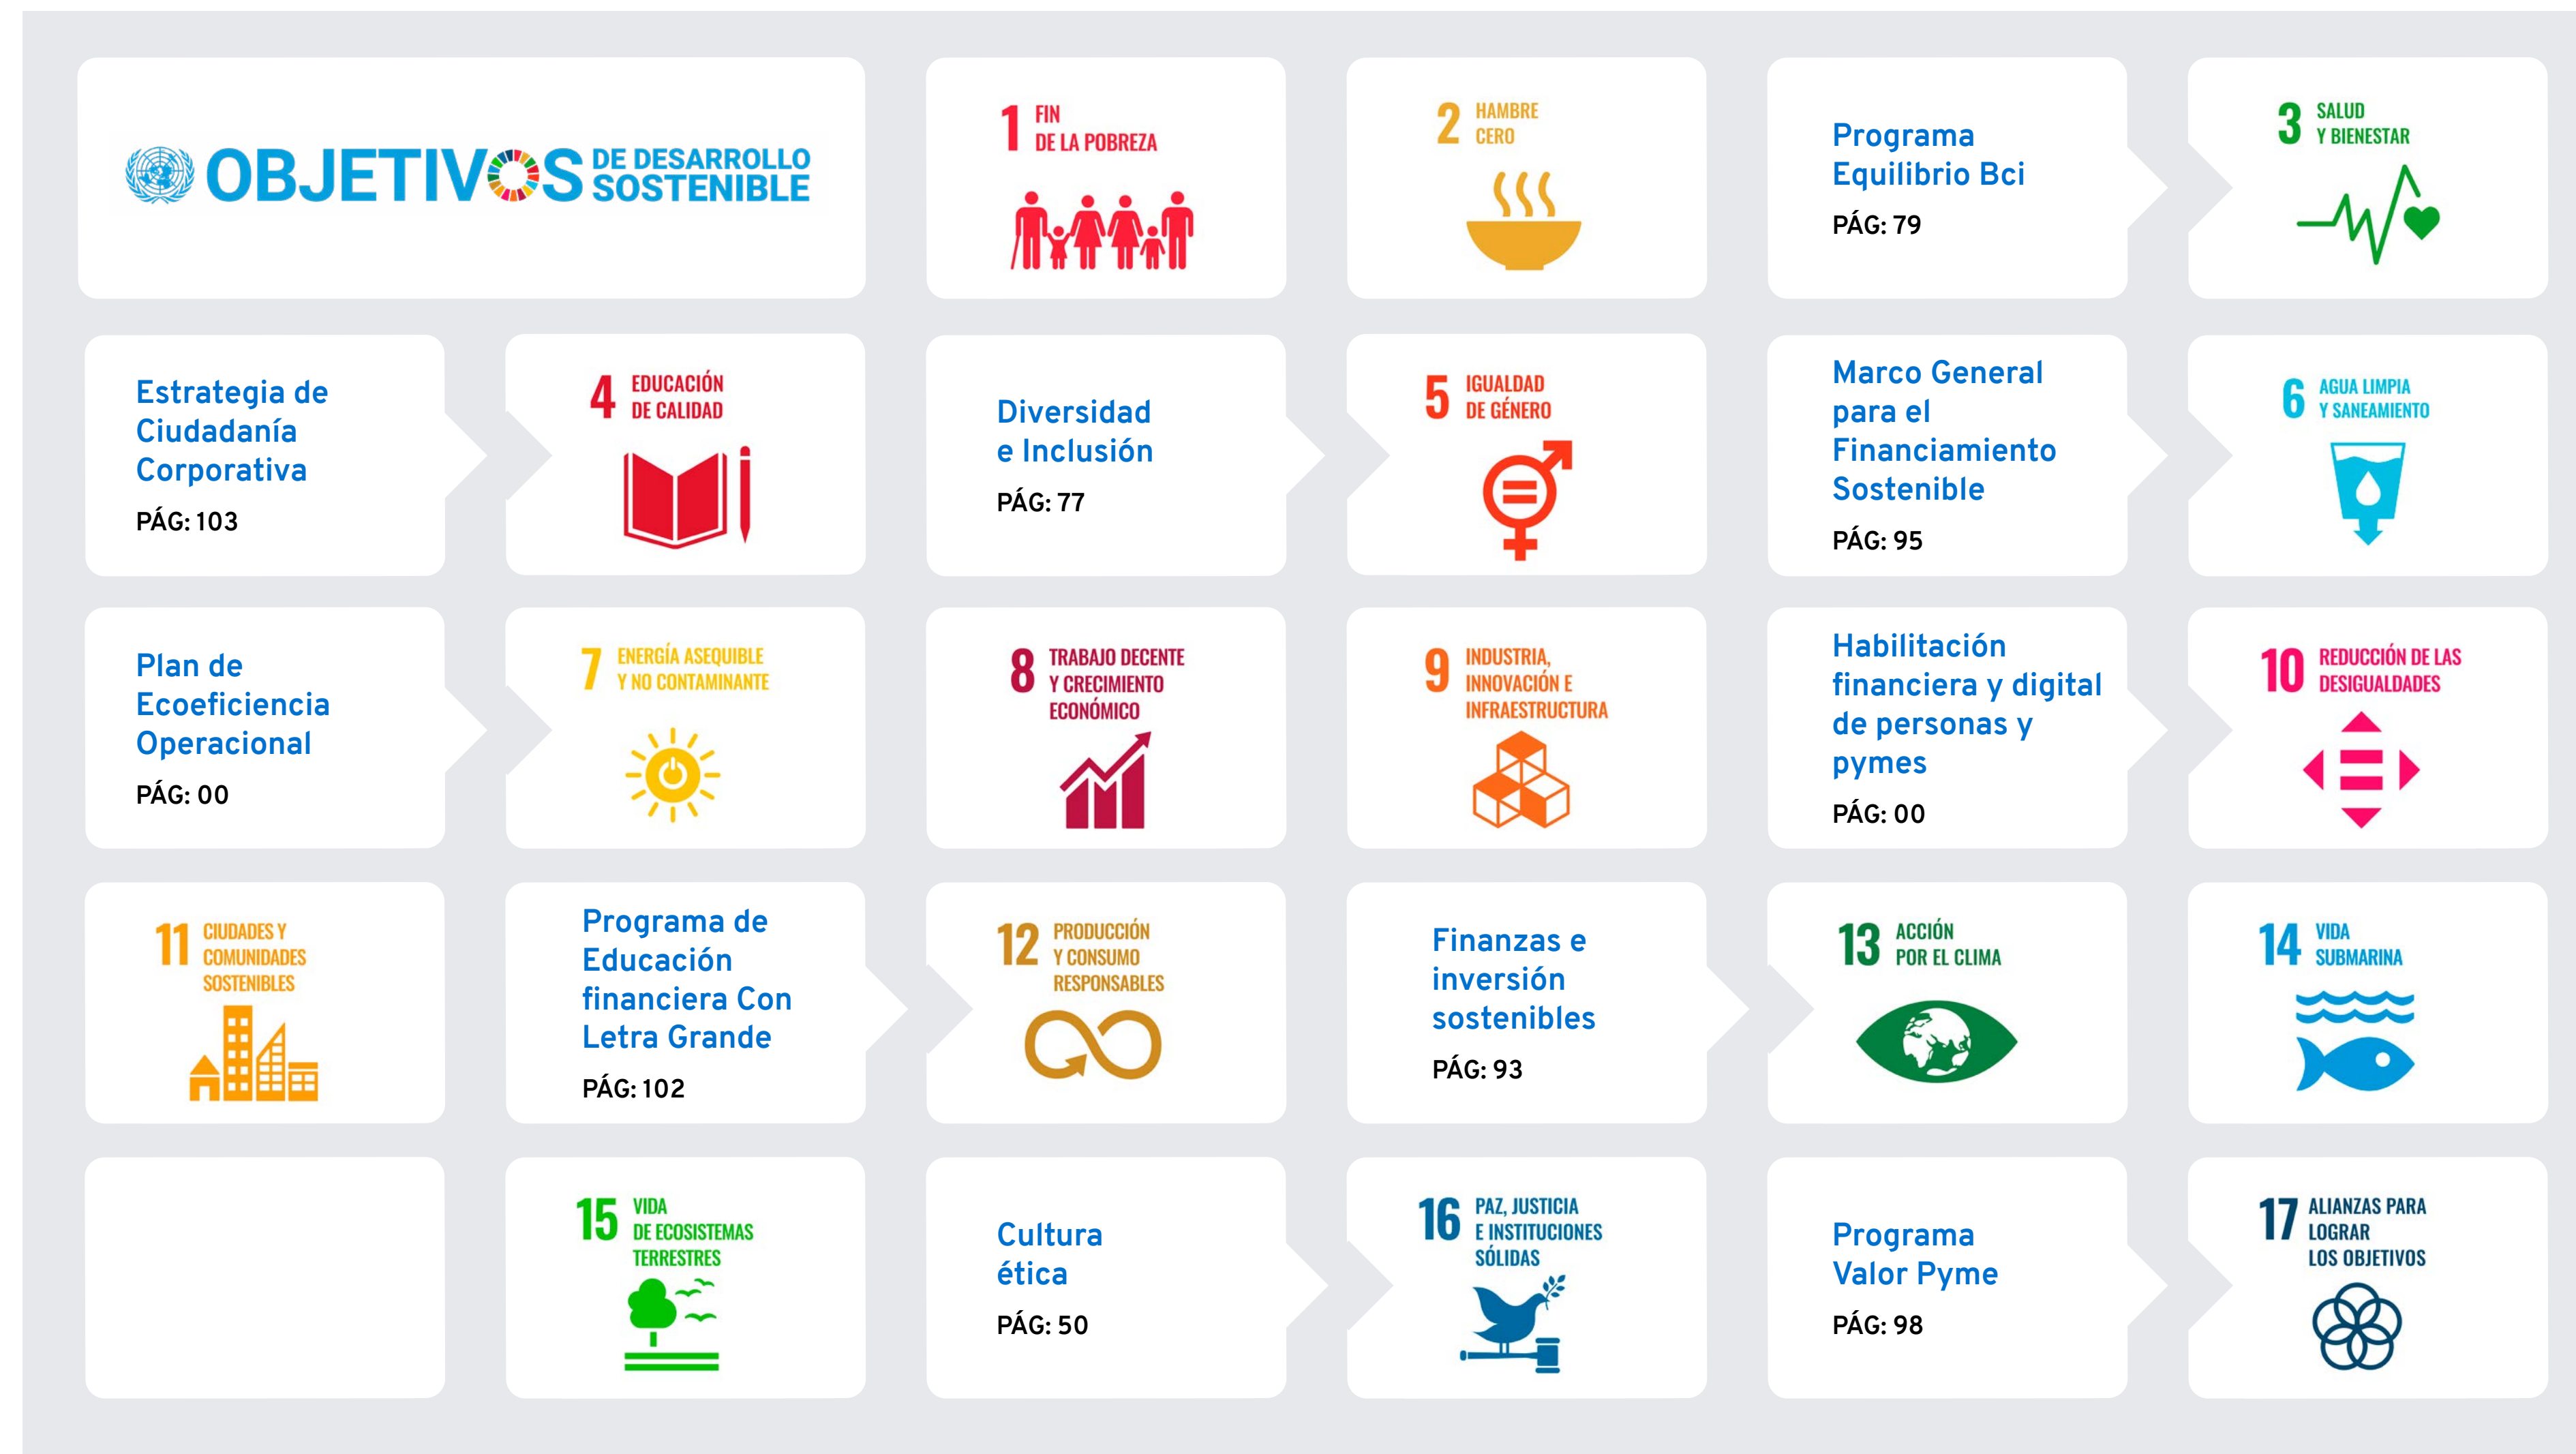 OBJETIVOS DE DESARROLLO
SOSTENIBLE
1 FIN
DE LA POBREZA
2 HAMBRE
CERO
Programa
Equilibrio Bci
PÁG: 79
3 SALUD
Y BIENESTAR
Estrategia de
Ciudadanía
Corporativa
PÁG: 103
4 EDUCACIÓN
DE CALIDAD
Diversidad
e Inclusión
PÁG: 77
5 IGUALDAD
DE GÉNERO
Marco General
para el
Financiamiento
Sostenible
PÁG: 95
6 AGUA LIMPIA
Y SANEAMIENTO
Plan de
Ecoeficiencia
Operacional
PÁG: 00
7 ENERGÍA ASEQUIBLE
Y NO CONTAMINANTE
8 TRABAJO DECENTE
Y CRECIMIENTO
ECONÓMICO
9 INDUSTRIA,
INNOVACIÓN E
INFRAESTRUCTURA
Habilitación
financiera y digital
de personas y
pymes
PÁG: 00
10 REDUCCIÓN DE LAS
DESIGUALDADES
11 CIUDADES Y
COMUNIDADES
SOSTENIBLES
Programa de
Educación
financiera Con
Letra Grande
PÁG: 102
12 PRODUCCIÓN
Y CONSUMO
RESPONSABLES
Finanzas e
inversión
sostenibles
PÁG: 93
13 ACCIÓN
POR EL CLIMA
14 VIDA
SUBMARINA
15 VIDA
DE ECOSISTEMAS
TERRESTRES
Cultura
ética
PÁG: 50
16 PAZ, JUSTICIA
E INSTITUCIONES
SÓLIDAS
Programa
Valor Pyme
PÁG: 98
17 ALIANZAS PARA
LOGRAR
LOS OBJETIVOS